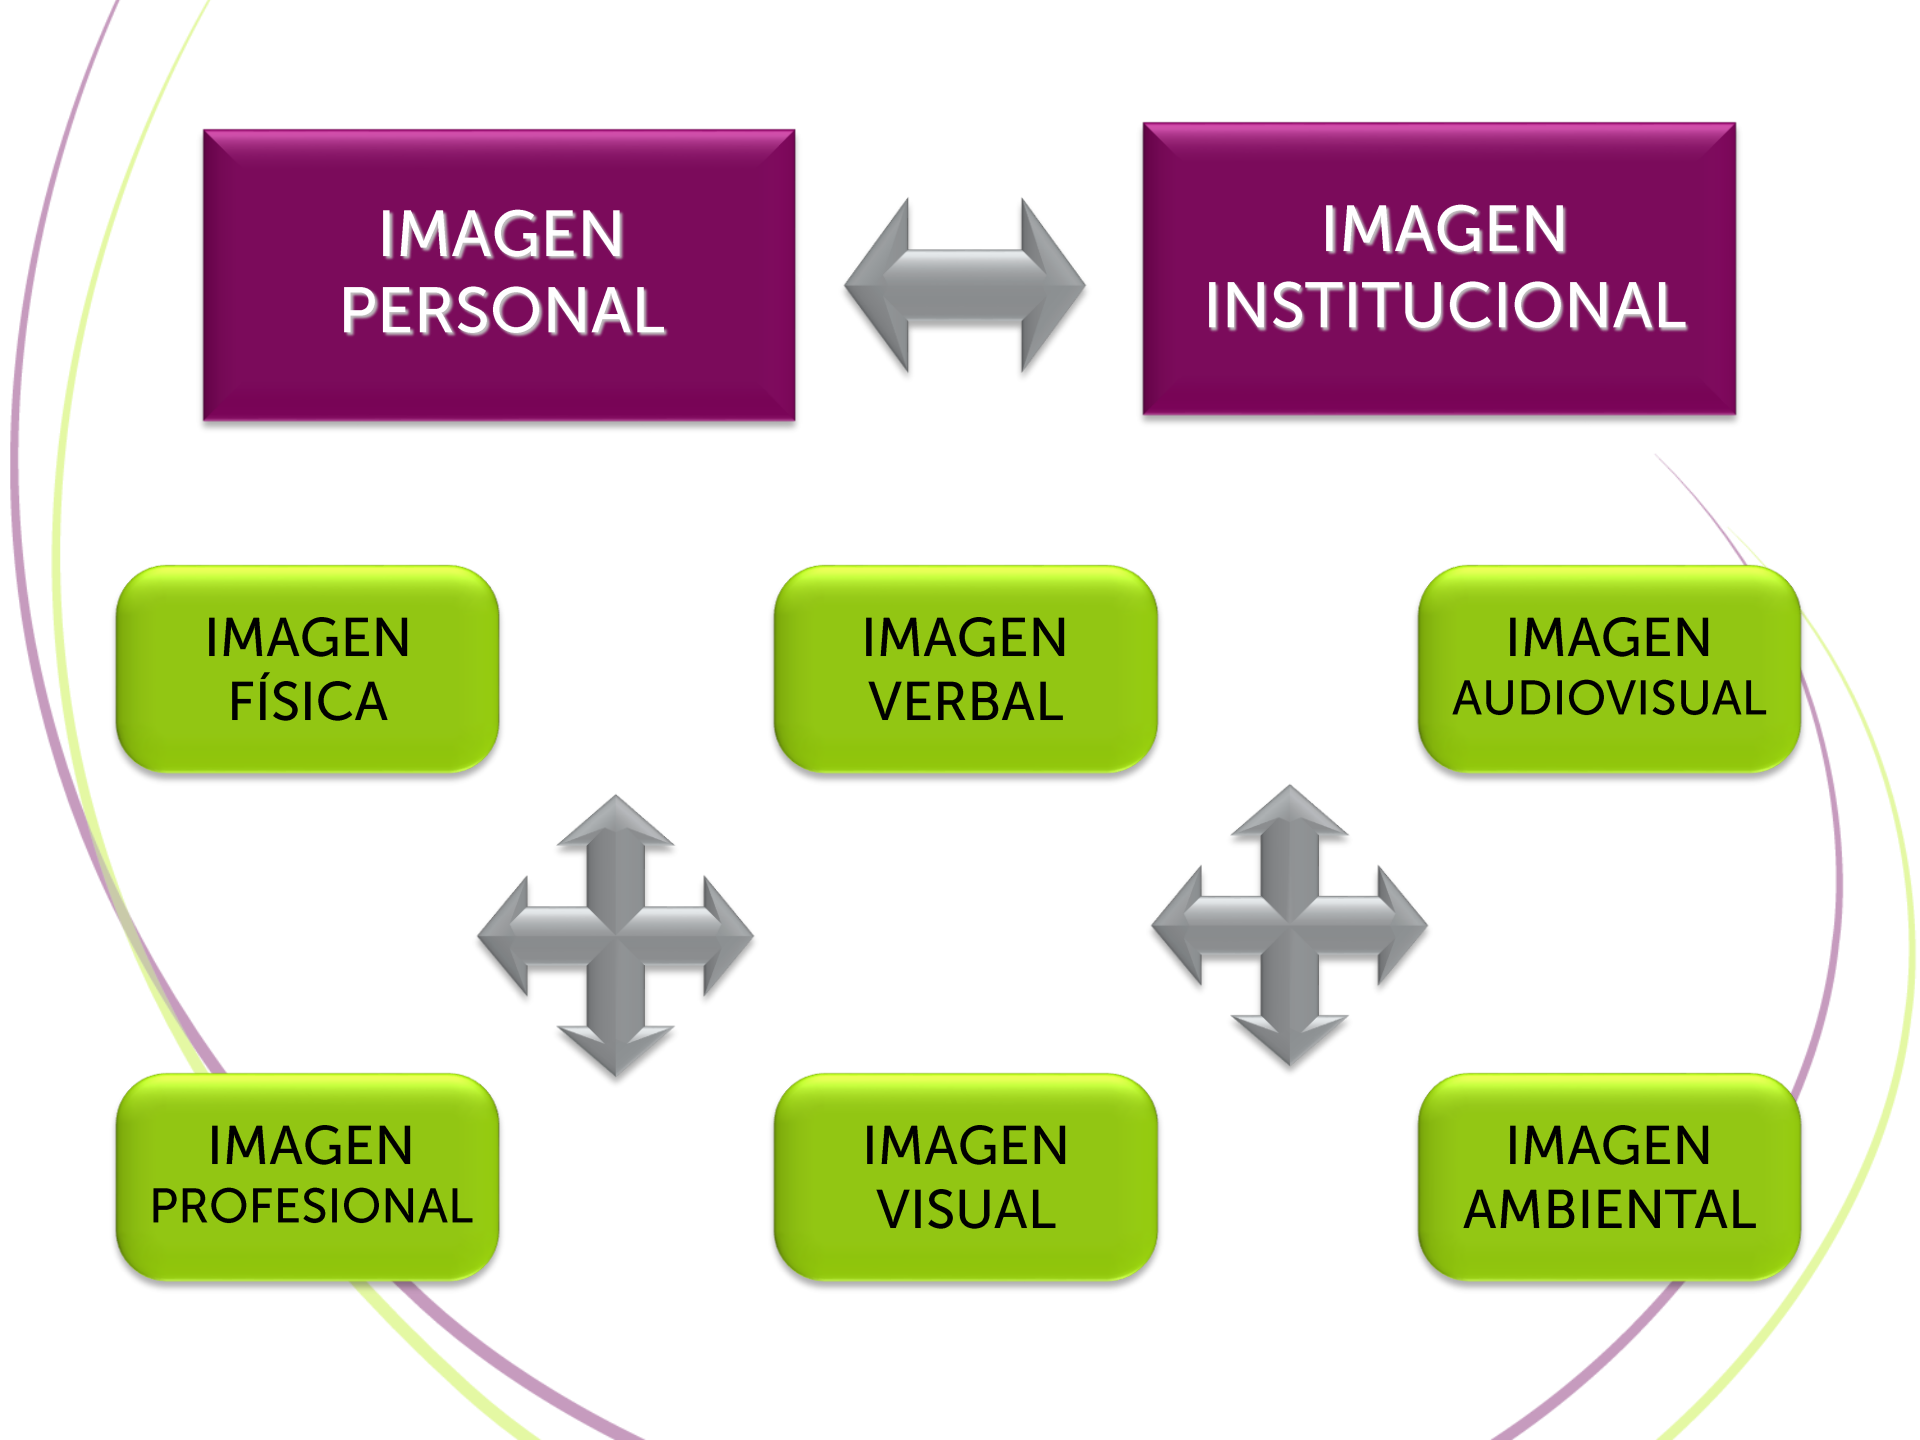 IMAGEN
PERSONAL
IMAGEN
INSTITUCIONAL
IMAGEN
FÍSICA
IMAGEN
VERBAL
IMAGEN
AUDIOVISUAL
IMAGEN
PROFESIONAL
IMAGEN
VISUAL
IMAGEN
AMBIENTAL